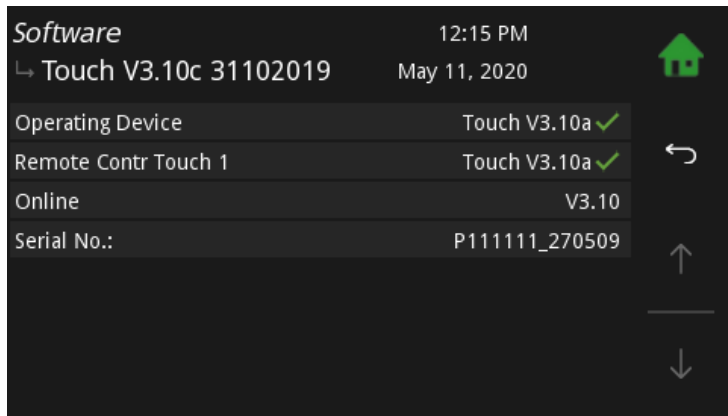 Software 12:15 PM
↳ Touch V3.10c 31102019 May 11, 2020
Operating Device Touch V3.10a ✓
Remote Contr Touch 1 Touch V3.10a ✓
Online V3.10
Serial No.: P111111_270509